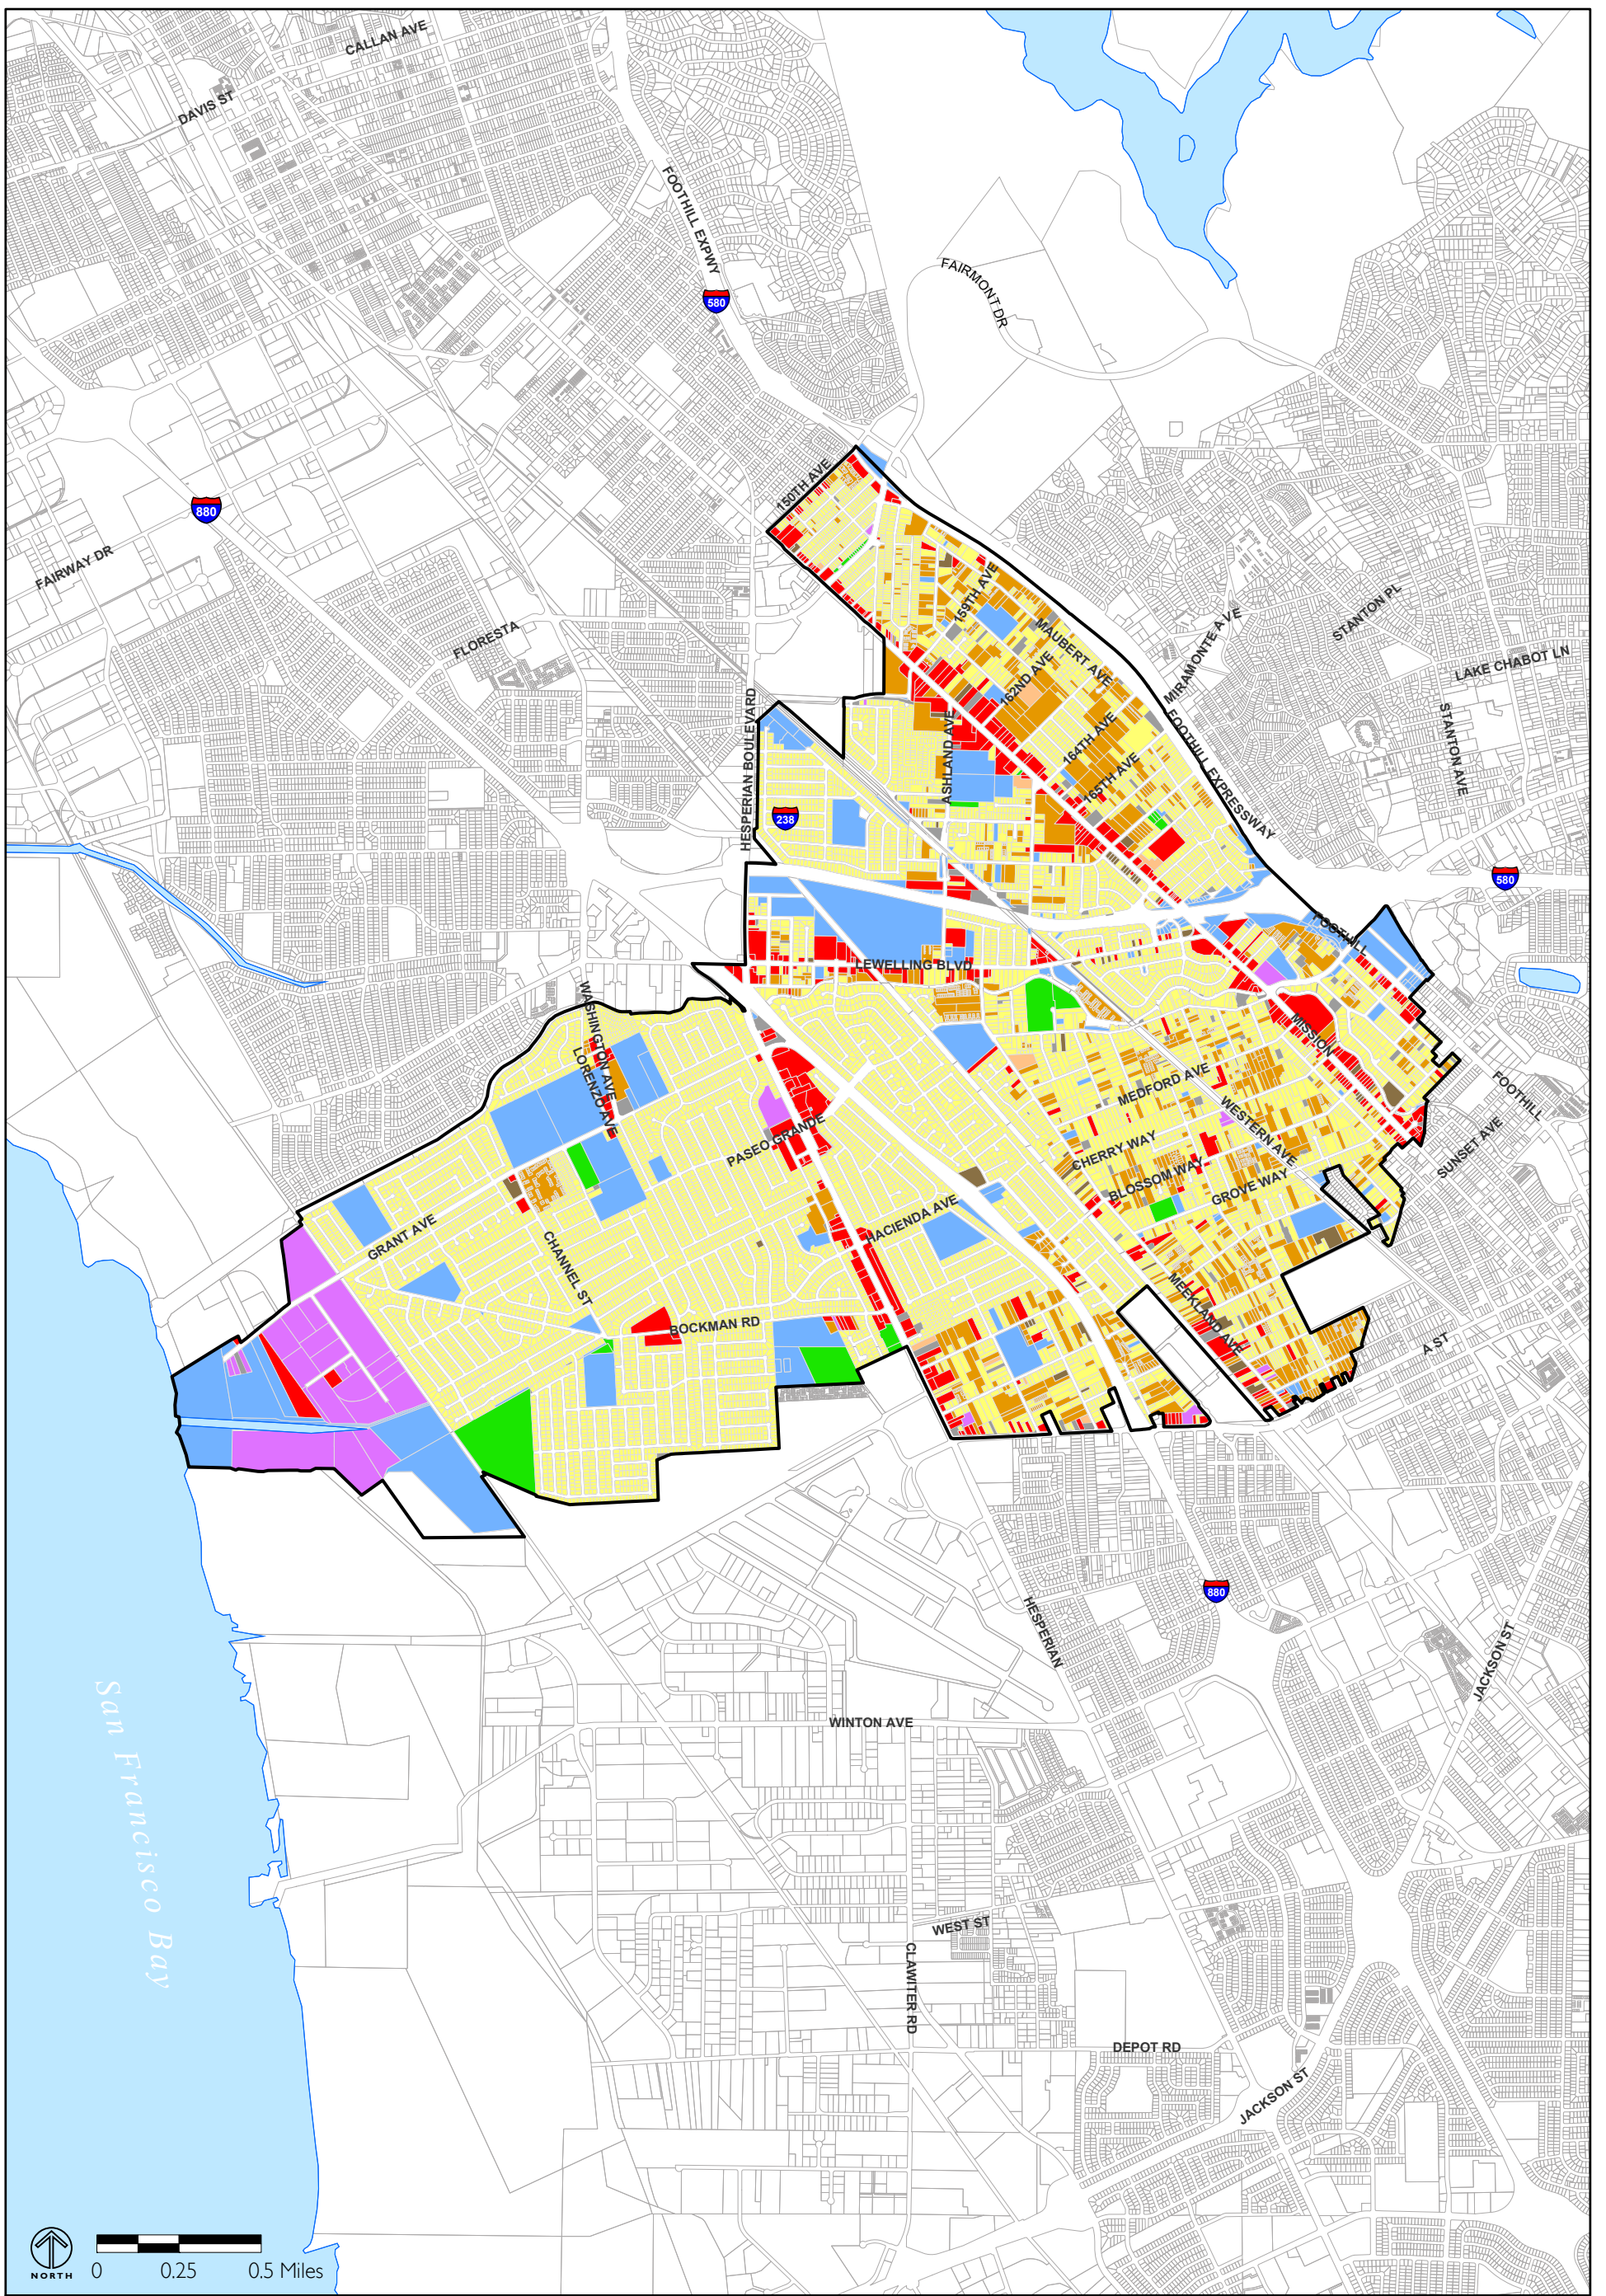 CALLAN AVE
DAVIS ST
FOOTHILL EXPWY
FAIRMONT DR
580
150TH AVE
880
FAIRWAY DR
159TH AVE
STANTON PL
MIRAMONTE AVE
FLORESTA
MAUBERT AVE
LAKE CHABOT LN
162ND AVE
HESPERIAN BOULEVARD
STANTON AVE
164TH AVE
ASHLAND AVE
FOOTHILL EXPRESSWAY
165TH AVE
238
580
FOOTHILL
LEWELLING BLVD
WASHINGTON AVE
MISSION
LORENZO AVE
MEDFORD AVE
FOOTHILL
WESTERN AVE
PASEO GRANDE
CHERRY WAY
SUNSET AVE
BLOSSOM WAY
GROVE WAY
HACIENDA AVE
GRANT AVE
CHANNEL ST
MEEKLAND AVE
BOCKMAN RD
A ST
880
HESPERIAN
JACKSON ST
San Francisco Bay
WINTON AVE
WEST ST
CLAWITER RD
DEPOT RD
JACKSON ST
NORTH
0 0.25 0.5 Miles